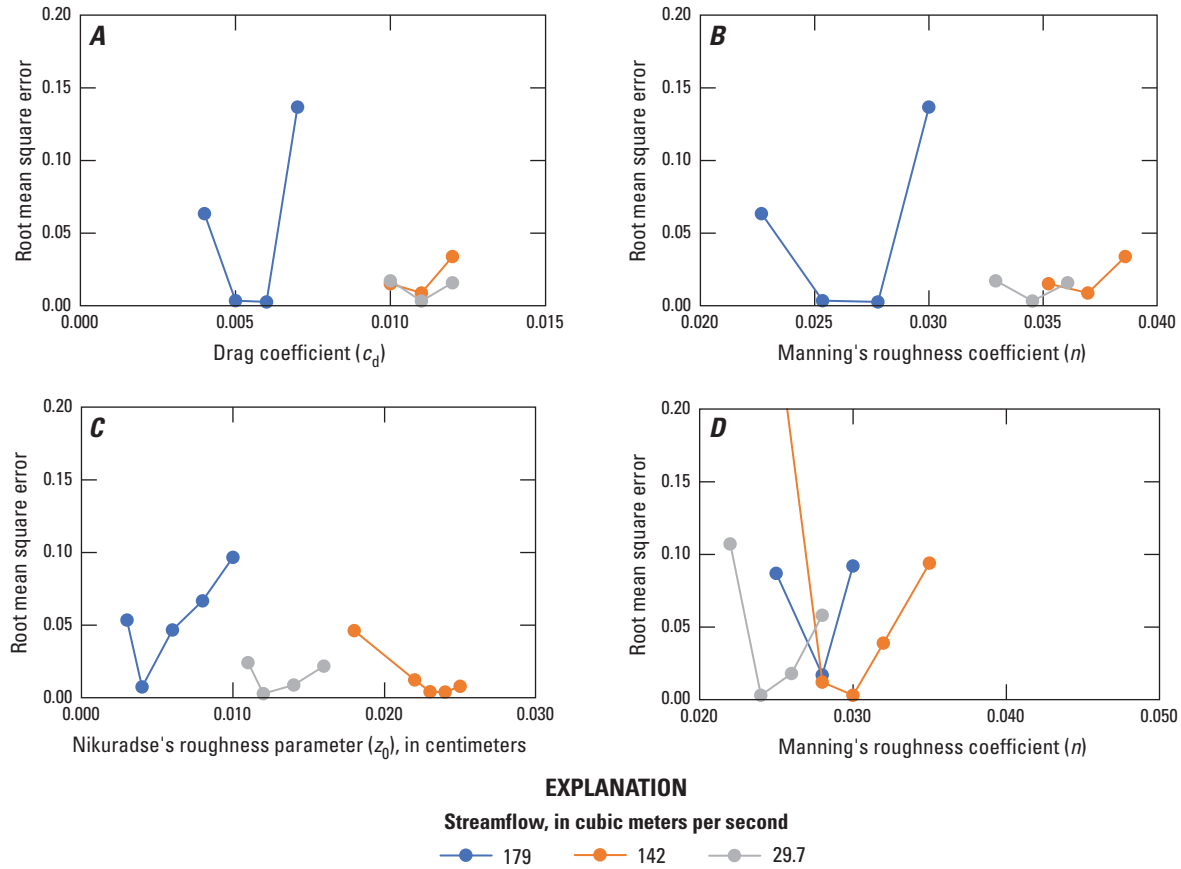 A
Root mean square error
0.20
0.15
0.10
0.05
0.00
0.000
0.005
0.010
0.015
Drag coefficient (c_d)
B
Root mean square error
0.20
0.15
0.10
0.05
0.00
0.020
0.025
0.030
0.035
0.040
Manning's roughness coefficient (n)
C
Root mean square error
0.20
0.15
0.10
0.05
0.00
0.000
0.010
0.020
0.030
Nikuradse's roughness parameter (z_0), in centimeters
D
Root mean square error
0.20
0.15
0.10
0.05
0.00
0.020
0.030
0.040
0.050
Manning's roughness coefficient (n)
EXPLANATION
Streamflow, in cubic meters per second
179
142
29.7